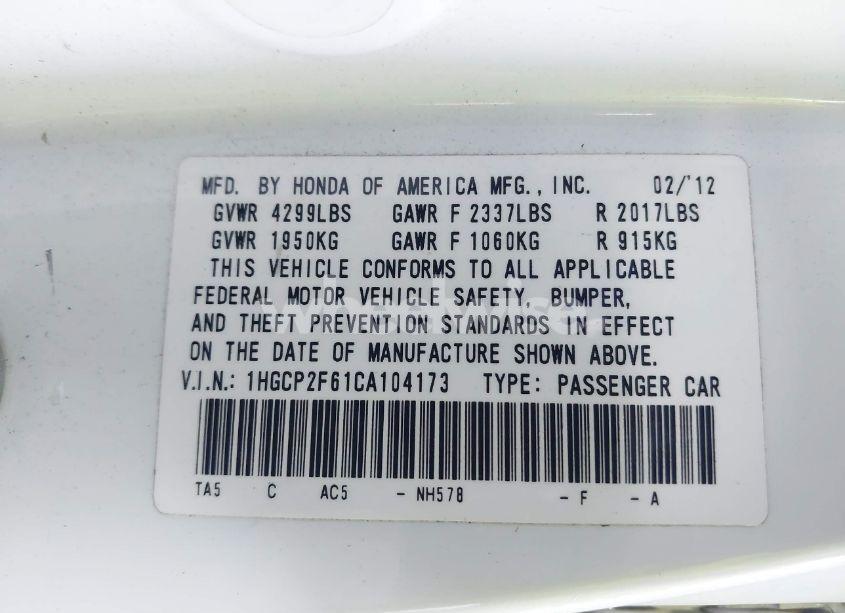 MFD. BY HONDA OF AMERICA MFG., INC. 02/'12
GVWR 4299LBS GAWR F 2337LBS R 2017LBS
GVWR 1950KG GAWR F 1060KG R 915KG
THIS VEHICLE CONFORMS TO ALL APPLICABLE
FEDERAL MOTOR VEHICLE SAFETY, BUMPER,
AND THEFT PREVENTION STANDARDS IN EFFECT
ON THE DATE OF MANUFACTURE SHOWN ABOVE.
V.I.N.: 1HGCP2F61CA104173 TYPE: PASSENGER CAR
TA5 C AC5 - NH578 - F - A